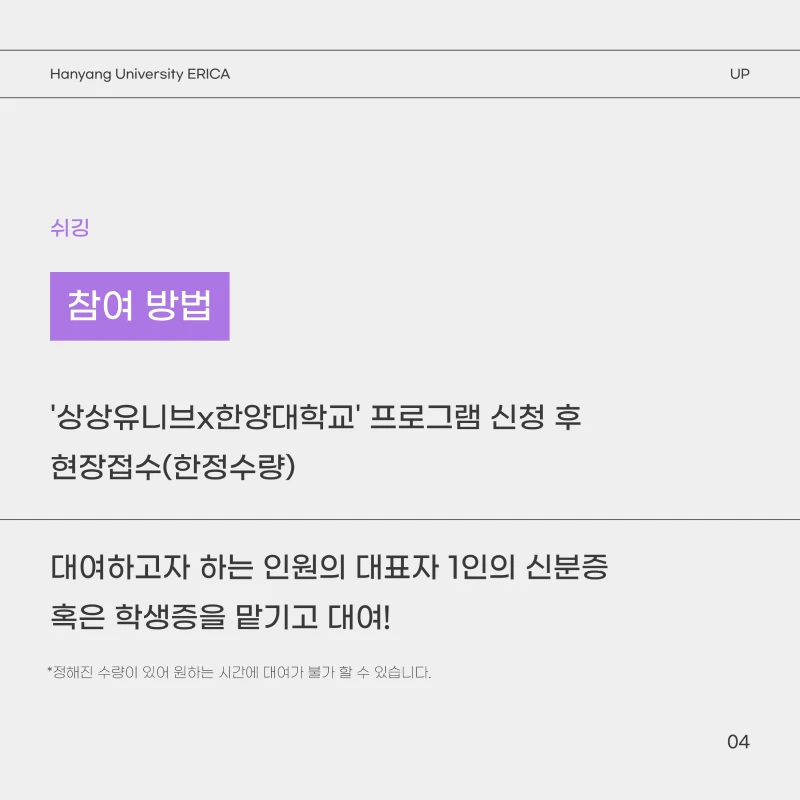 Hanyang University ERICA
UP
쉬깅
참여 방법
'상상유니브x한양대학교' 프로그램 신청 후
현장접수(한정수량)
대여하고자 하는 인원의 대표자 1인의 신분증
혹은 학생증을 맡기고 대여!
*정해진 수량이 있어 원하는 시간에 대여가 불가 할 수 있습니다.
04